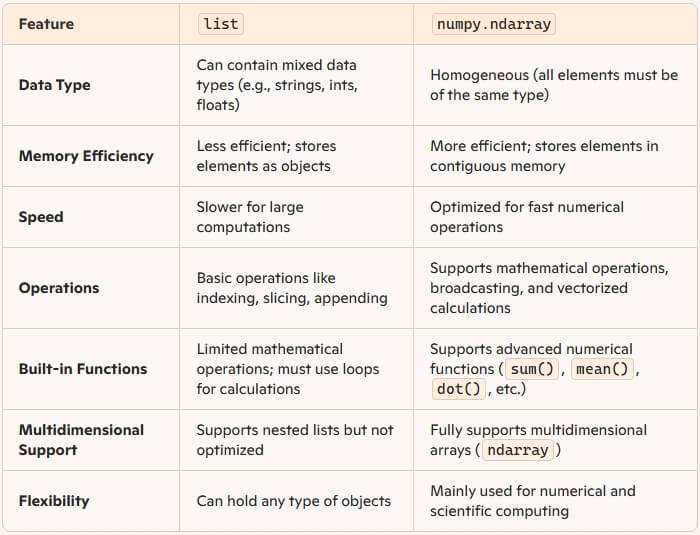 Feature list numpy.ndarray
Data Type
Can contain mixed data
types (e.g., strings, ints,
floats)
Homogeneous (all elements must be
of the same type)
Memory Efficiency
Less efficient; stores
elements as objects
More efficient; stores elements in
contiguous memory
Speed
Slower for large
computations
Optimized for fast numerical
operations
Operations
Basic operations like
indexing, slicing, appending
Supports mathematical operations,
broadcasting, and vectorized
calculations
Built-in Functions
Limited mathematical
operations; must use loops
for calculations
Supports advanced numerical
functions ( sum() , mean() ,
dot() , etc.)
Multidimensional
Support
Supports nested lists but not
optimized
Fully supports multidimensional
arrays ( ndarray )
Flexibility
Can hold any type of objects
Mainly used for numerical and
scientific computing